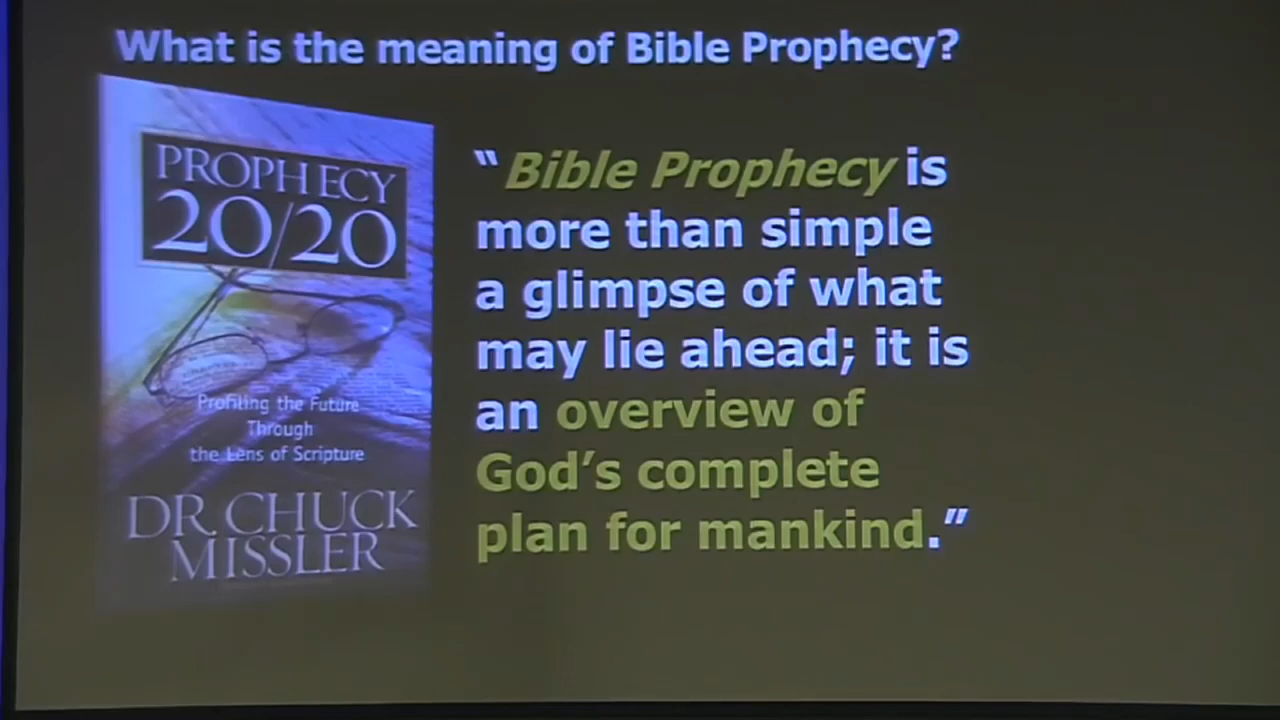 What is the meaning of Bible Prophecy?
PROPHECY
20/20
Profiling the Future
Through
the Lens of Scripture
DR. CHUCK
MISSLER
“Bible Prophecy is
more than simple
a glimpse of what
may lie ahead; it is
an overview of
God’s complete
plan for mankind.”